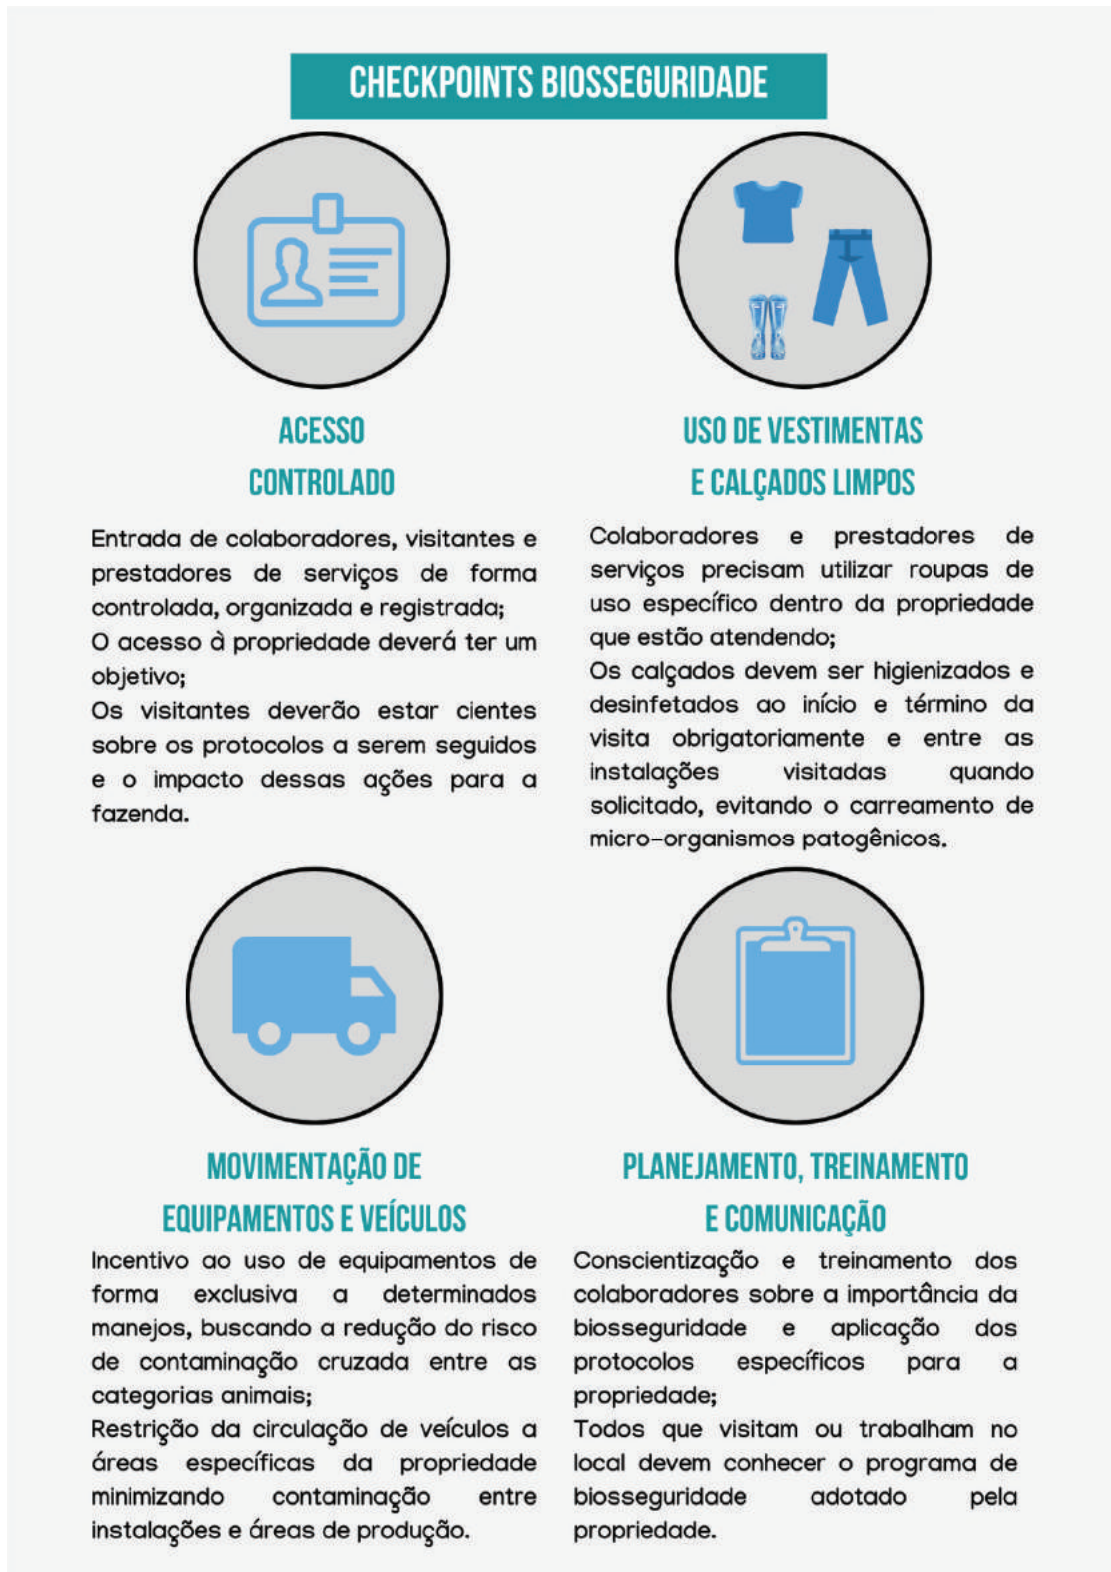 CHECKPOINTS BIOSSEGURIDADE
ACESSO
CONTROLADO
Entrada de colaboradores, visitantes e
prestadores de serviços de forma
controlada, organizada e registrada;
O acesso à propriedade deverá ter um
objetivo;
Os visitantes deverão estar cientes
sobre os protocolos a serem seguidos
e o impacto dessas ações para a
fazenda.
USO DE VESTIMENTAS
E CALÇADOS LIMPOS
Colaboradores e prestadores de
serviços precisam utilizar roupas de
uso específico dentro da propriedade
que estão atendendo;
Os calçados devem ser higienizados e
desinfetados ao início e término da
visita obrigatoriamente e entre as
instalações visitadas quando
solicitado, evitando o carreamento de
micro-organismos patogênicos.
MOVIMENTAÇÃO DE
EQUIPAMENTOS E VEÍCULOS
Incentivo ao uso de equipamentos de
forma exclusiva a determinados
manejos, buscando a redução do risco
de contaminação cruzada entre as
categorias animais;
Restrição da circulação de veículos a
áreas específicas da propriedade
minimizando contaminação entre
instalações e áreas de produção.
PLANEJAMENTO, TREINAMENTO
E COMUNICAÇÃO
Conscientização e treinamento dos
colaboradores sobre a importância da
biosseguridade e aplicação dos
protocolos específicos para a
propriedade;
Todos que visitam ou trabalham no
local devem conhecer o programa de
biosseguridade adotado pela
propriedade.